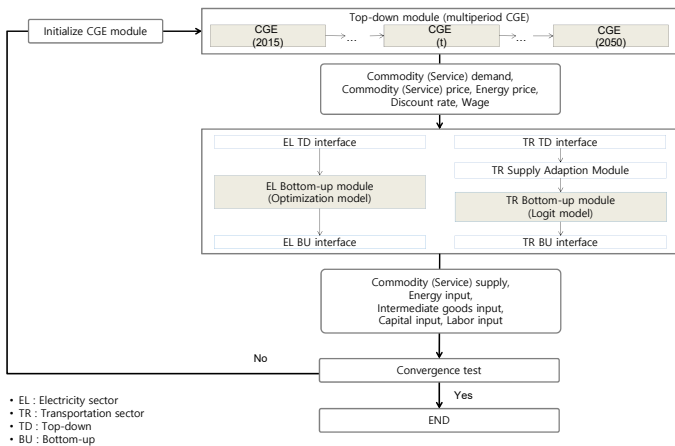 Top-down module (multiperiod CGE)
Initialize CGE module
CGE
(2015)
...
CGE
(t)
...
CGE
(2050)
Commodity (Service) demand,
Commodity (Service) price, Energy price,
Discount rate, Wage
EL TD interface
EL Bottom-up module
(Optimization model)
EL BU interface
TR TD interface
TR Supply Adaption Module
TR Bottom-up module
(Logit model)
TR BU interface
Commodity (Service) supply,
Energy input,
Intermediate goods input,
Capital input, Labor input
No
Convergence test
Yes
END
• EL : Electricity sector
• TR : Transportation sector
• TD : Top-down
• BU : Bottom-up